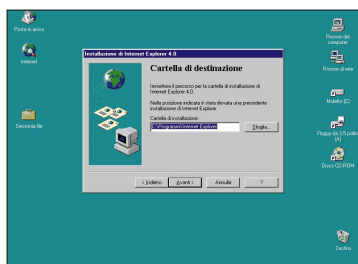 Posta in arrivo
Internet
Sincronia file
Installazione di Internet Explorer 4.0
Cartella di destinazione
Immettere il percorso per la cartella di installazione di
Internet Explorer 4.0.
Nella posizione indicata è stata rilevata una precedente
installazione di Internet Explorer.
Cartella di installazione:
C:\Programmi\Internet Explorer
Sfoglia...
< Indietro
Avanti >
Annulla
?
Risorse del
computer
Risorse di rete
Muletto (C)
Floppy da 3,5 pollici
(A)
Disco CD-ROM
Cestino